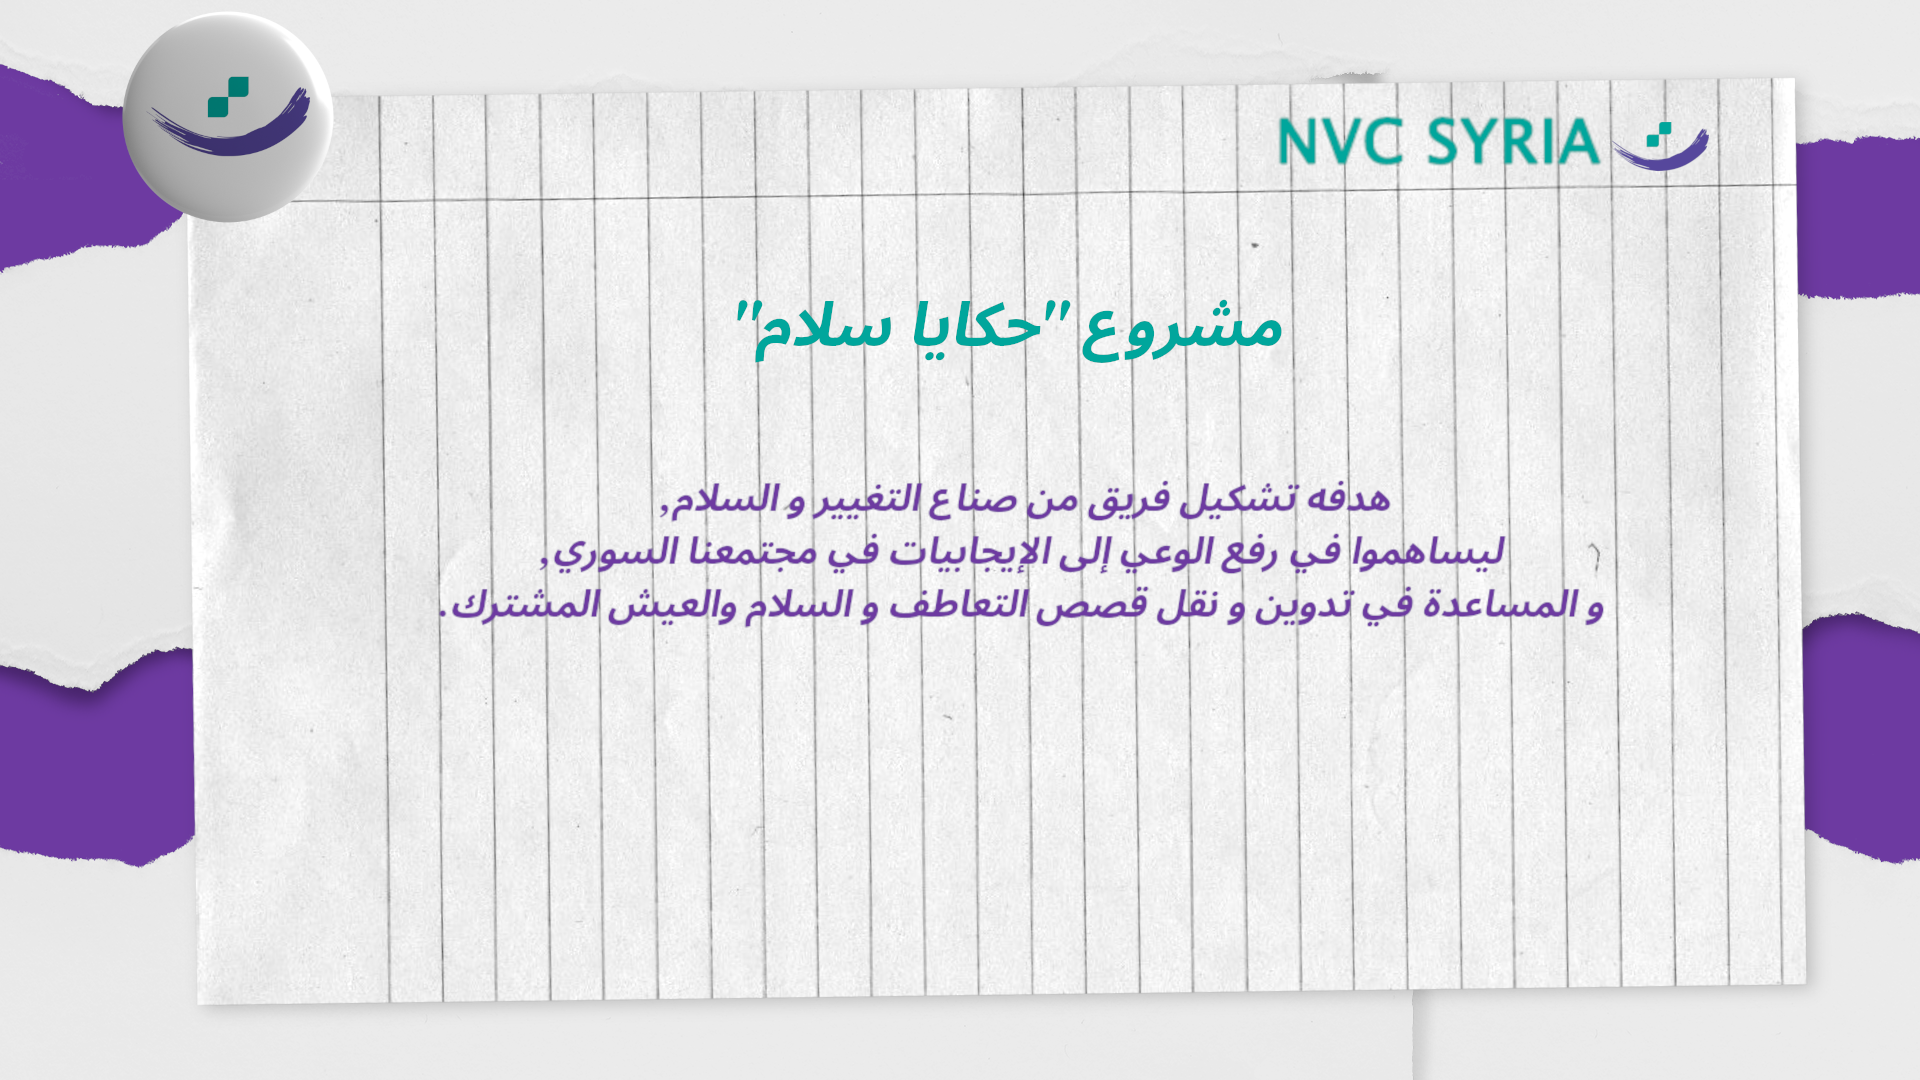 NVC SYRIA
مشروع "حكايا سلام"
هدفه تشكيل فريق من صناع التغيير و السلام,
ليساهموا في رفع الوعي إلى الإيجابيات في مجتمعنا السوري,
و المساعدة في تدوين و نقل قصص التعاطف و السلام والعيش المشترك.